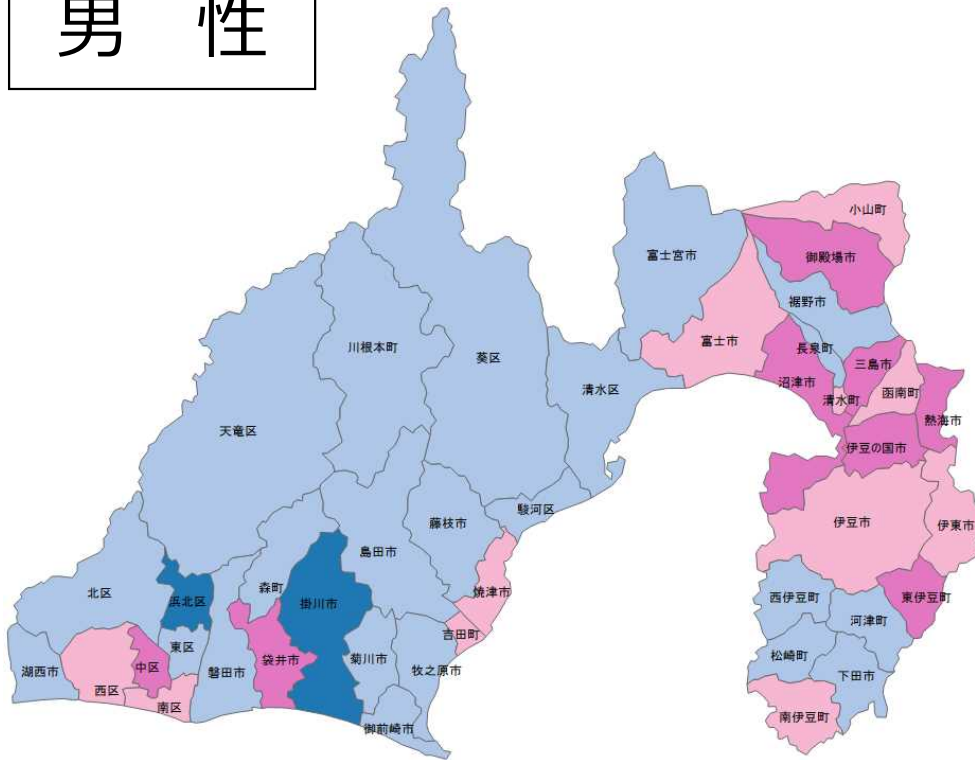 男 性
小山町
御殿場市
富士宮市
裾野市
富士市
長泉町
三島市
沼津市
清水町
函南町
熱海市
伊豆の国市
川根本町
葵区
清水区
天竜区
駿河区
藤枝市
島田市
伊豆市
伊東市
焼津市
森町
掛川市
北区
浜北区
西伊豆町
東伊豆町
河津町
吉田町
東区
菊川市
牧之原市
松崎町
下田市
湖西市
西区
中区
磐田市
袋井市
南区
御前崎市
南伊豆町